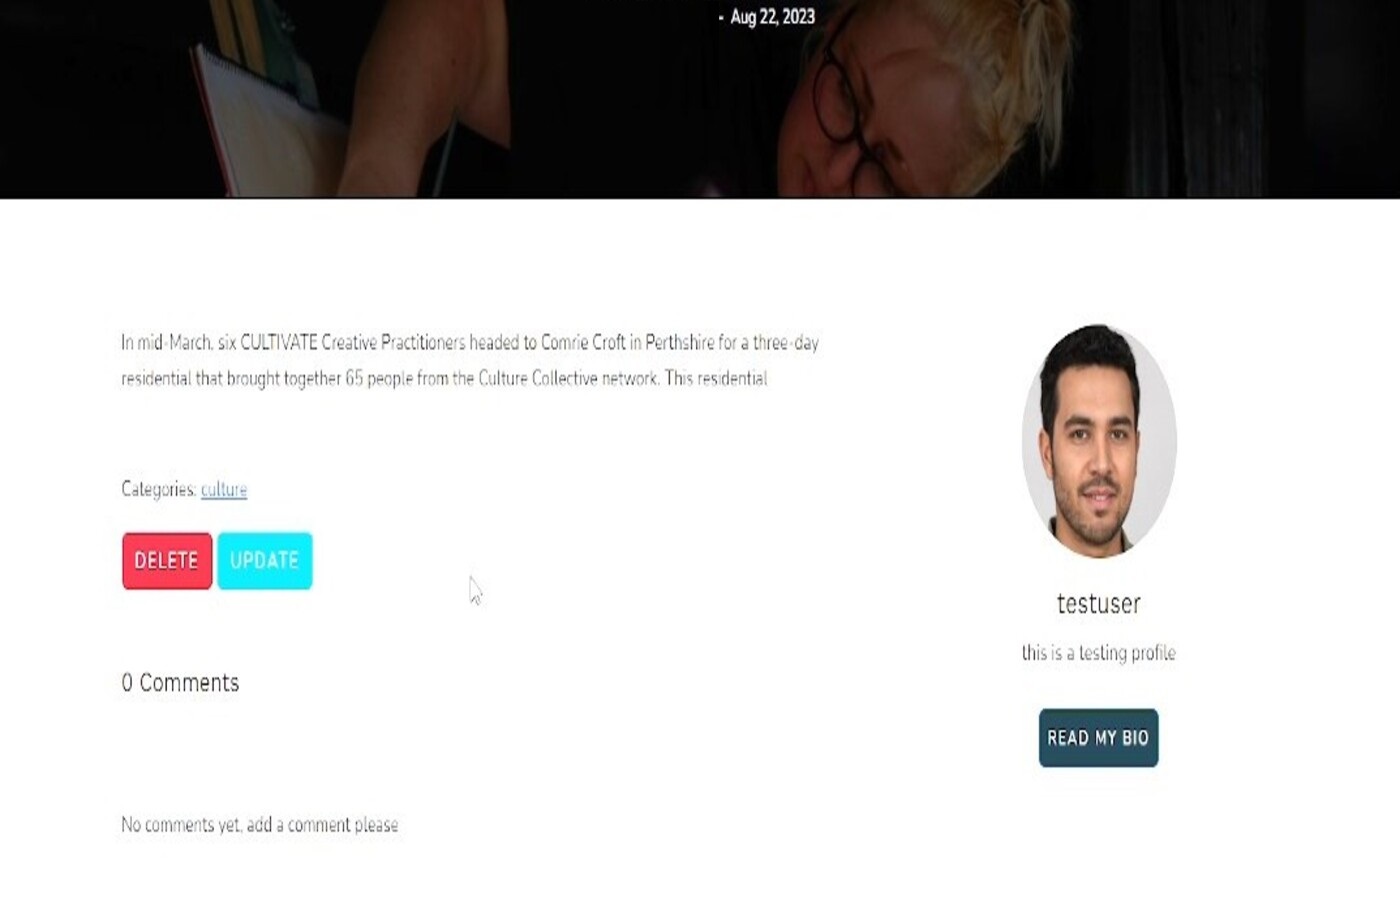 - Aug 22, 2023
In mid-March, six CULTIVATE Creative Practitioners headed to Comrie Croft in Perthshire for a three-day
residential that brought together 65 people from the Culture Collective network. This residential
Categories: culture
DELETE UPDATE
0 Comments
No comments yet, add a comment please
testuser
this is a testing profile
READ MY BIO